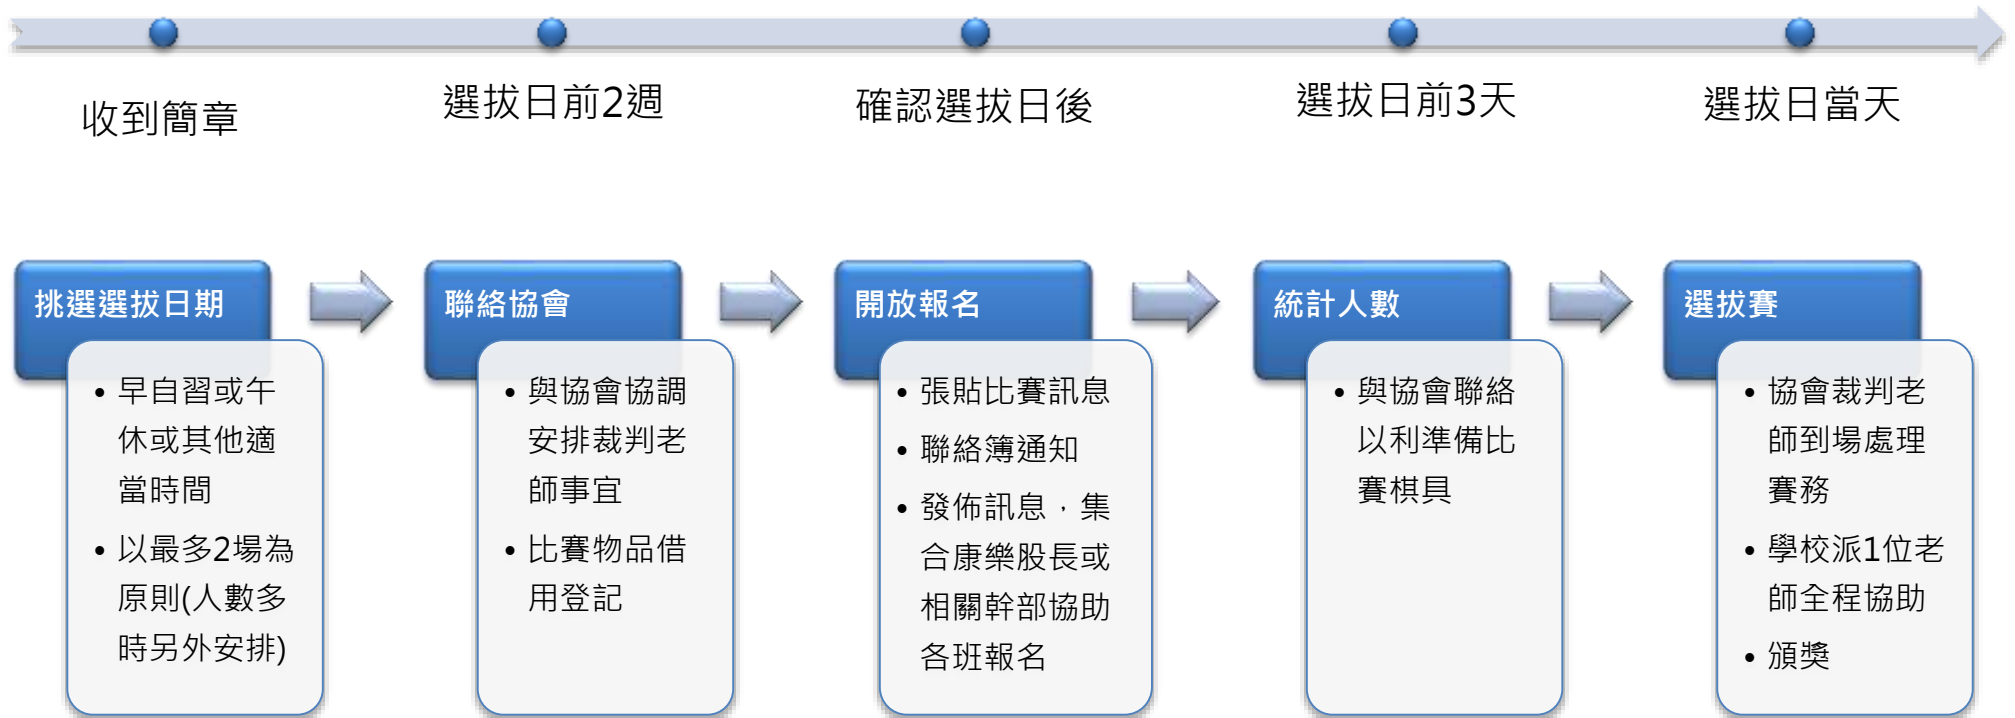 收到簡章
選拔日前2週
確認選拔日後
選拔日前3天
選拔日當天
挑選選拔日期
• 早自習或午
休或其他適
當時間
• 以最多2場為
原則(人數多
時另外安排)
聯絡協會
• 與協會協調
安排裁判老
師事宜
• 比賽物品借
用登記
開放報名
• 張貼比賽訊息
• 聯絡簿通知
• 發佈訊息，集
合康樂股長或
相關幹部協助
各班報名
統計人數
• 與協會聯絡
以利準備比
賽棋具
選拔賽
• 協會裁判老
師到場處理
賽務
• 學校派1位老
師全程協助
• 頒獎